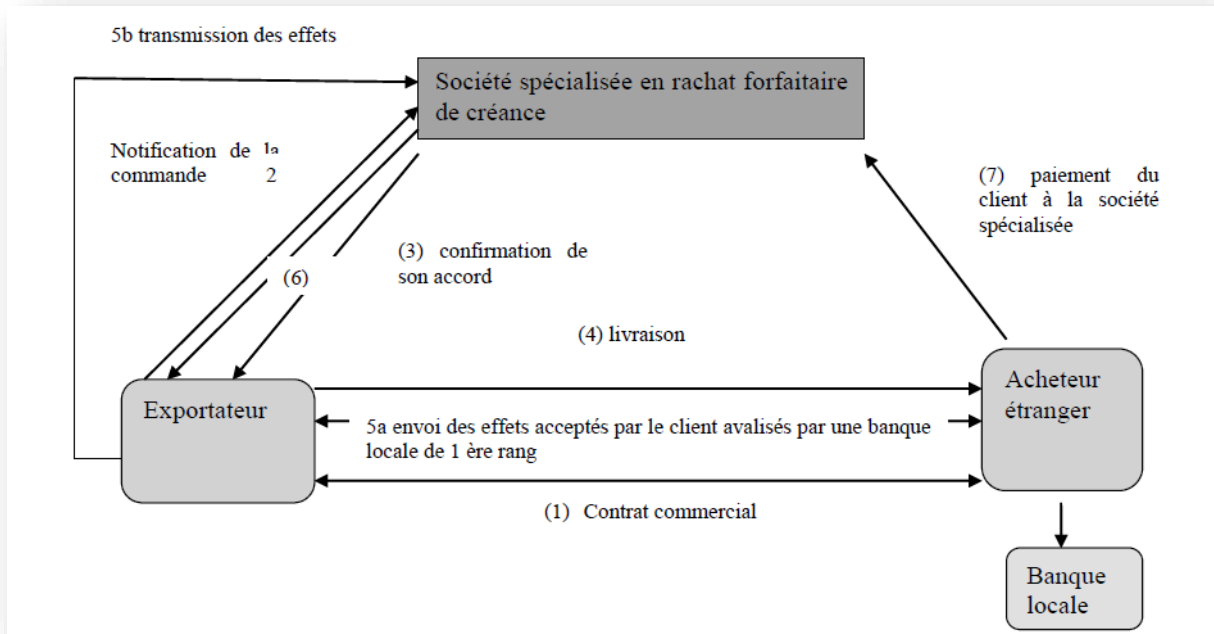 5b transmission des effets
Société spécialisée en rachat forfaitaire
de créance
Notification de la
commande 2
(7) paiement du
client à la société
spécialisée
(3) confirmation de
son accord
(6)
(4) livraison
Exportateur
Acheteur
étranger
5a envoi des effets acceptés par le client avalisés par une banque
locale de 1 ère rang
(1) Contrat commercial
Banque
locale